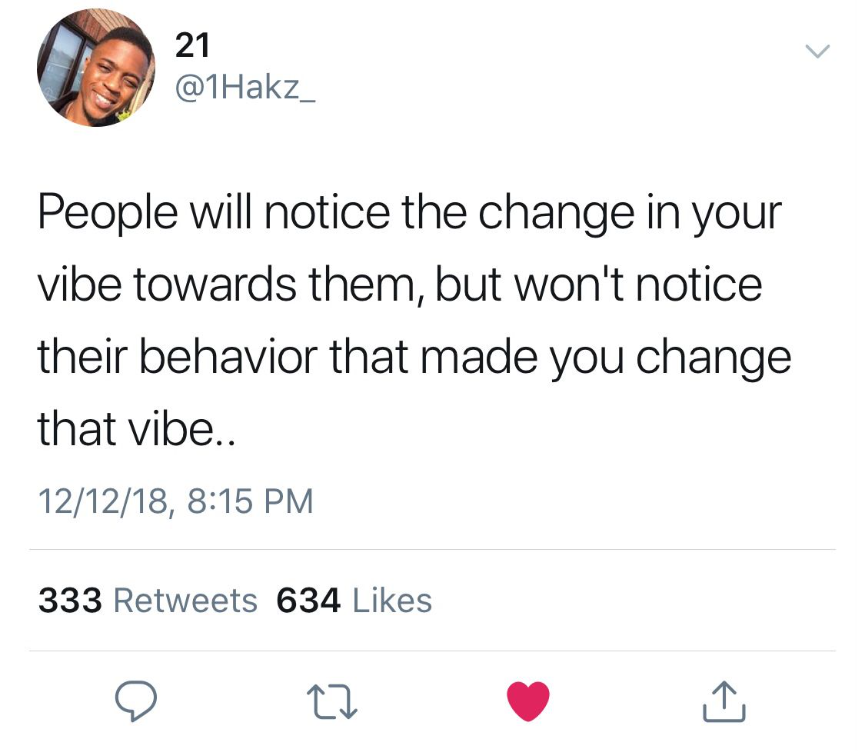 21
@1Hakz_
People will notice the change in your
vibe towards them, but won't notice
their behavior that made you change
that vibe..
12/12/18, 8:15 PM
333 Retweets 634 Likes